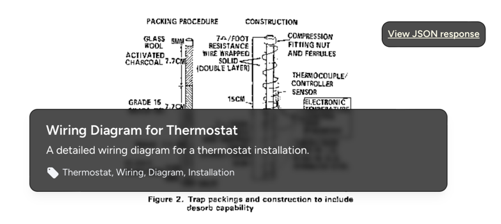 PACKING PROCEDURE
CONSTRUCTION
View JSON response
GLASS
WOOL
5MM
ACTIVATED
CHARCOAL 7.7CM
GRADE 15
7.7CM
7Ω/FOOT
RESISTANCE
WIRE WRAPPED
SOLID
(DOUBLE LAYER)
15CM
COMPRESSION
FITTING NUT
AND FERRULES
THERMOCOUPLE/
CONTROLLER
SENSOR
ELECTRONIC
TEMPERATURE
Wiring Diagram for Thermostat
A detailed wiring diagram for a thermostat installation.
Thermostat, Wiring, Diagram, Installation
Figure 2. Trap packings and construction to include
desorb capability